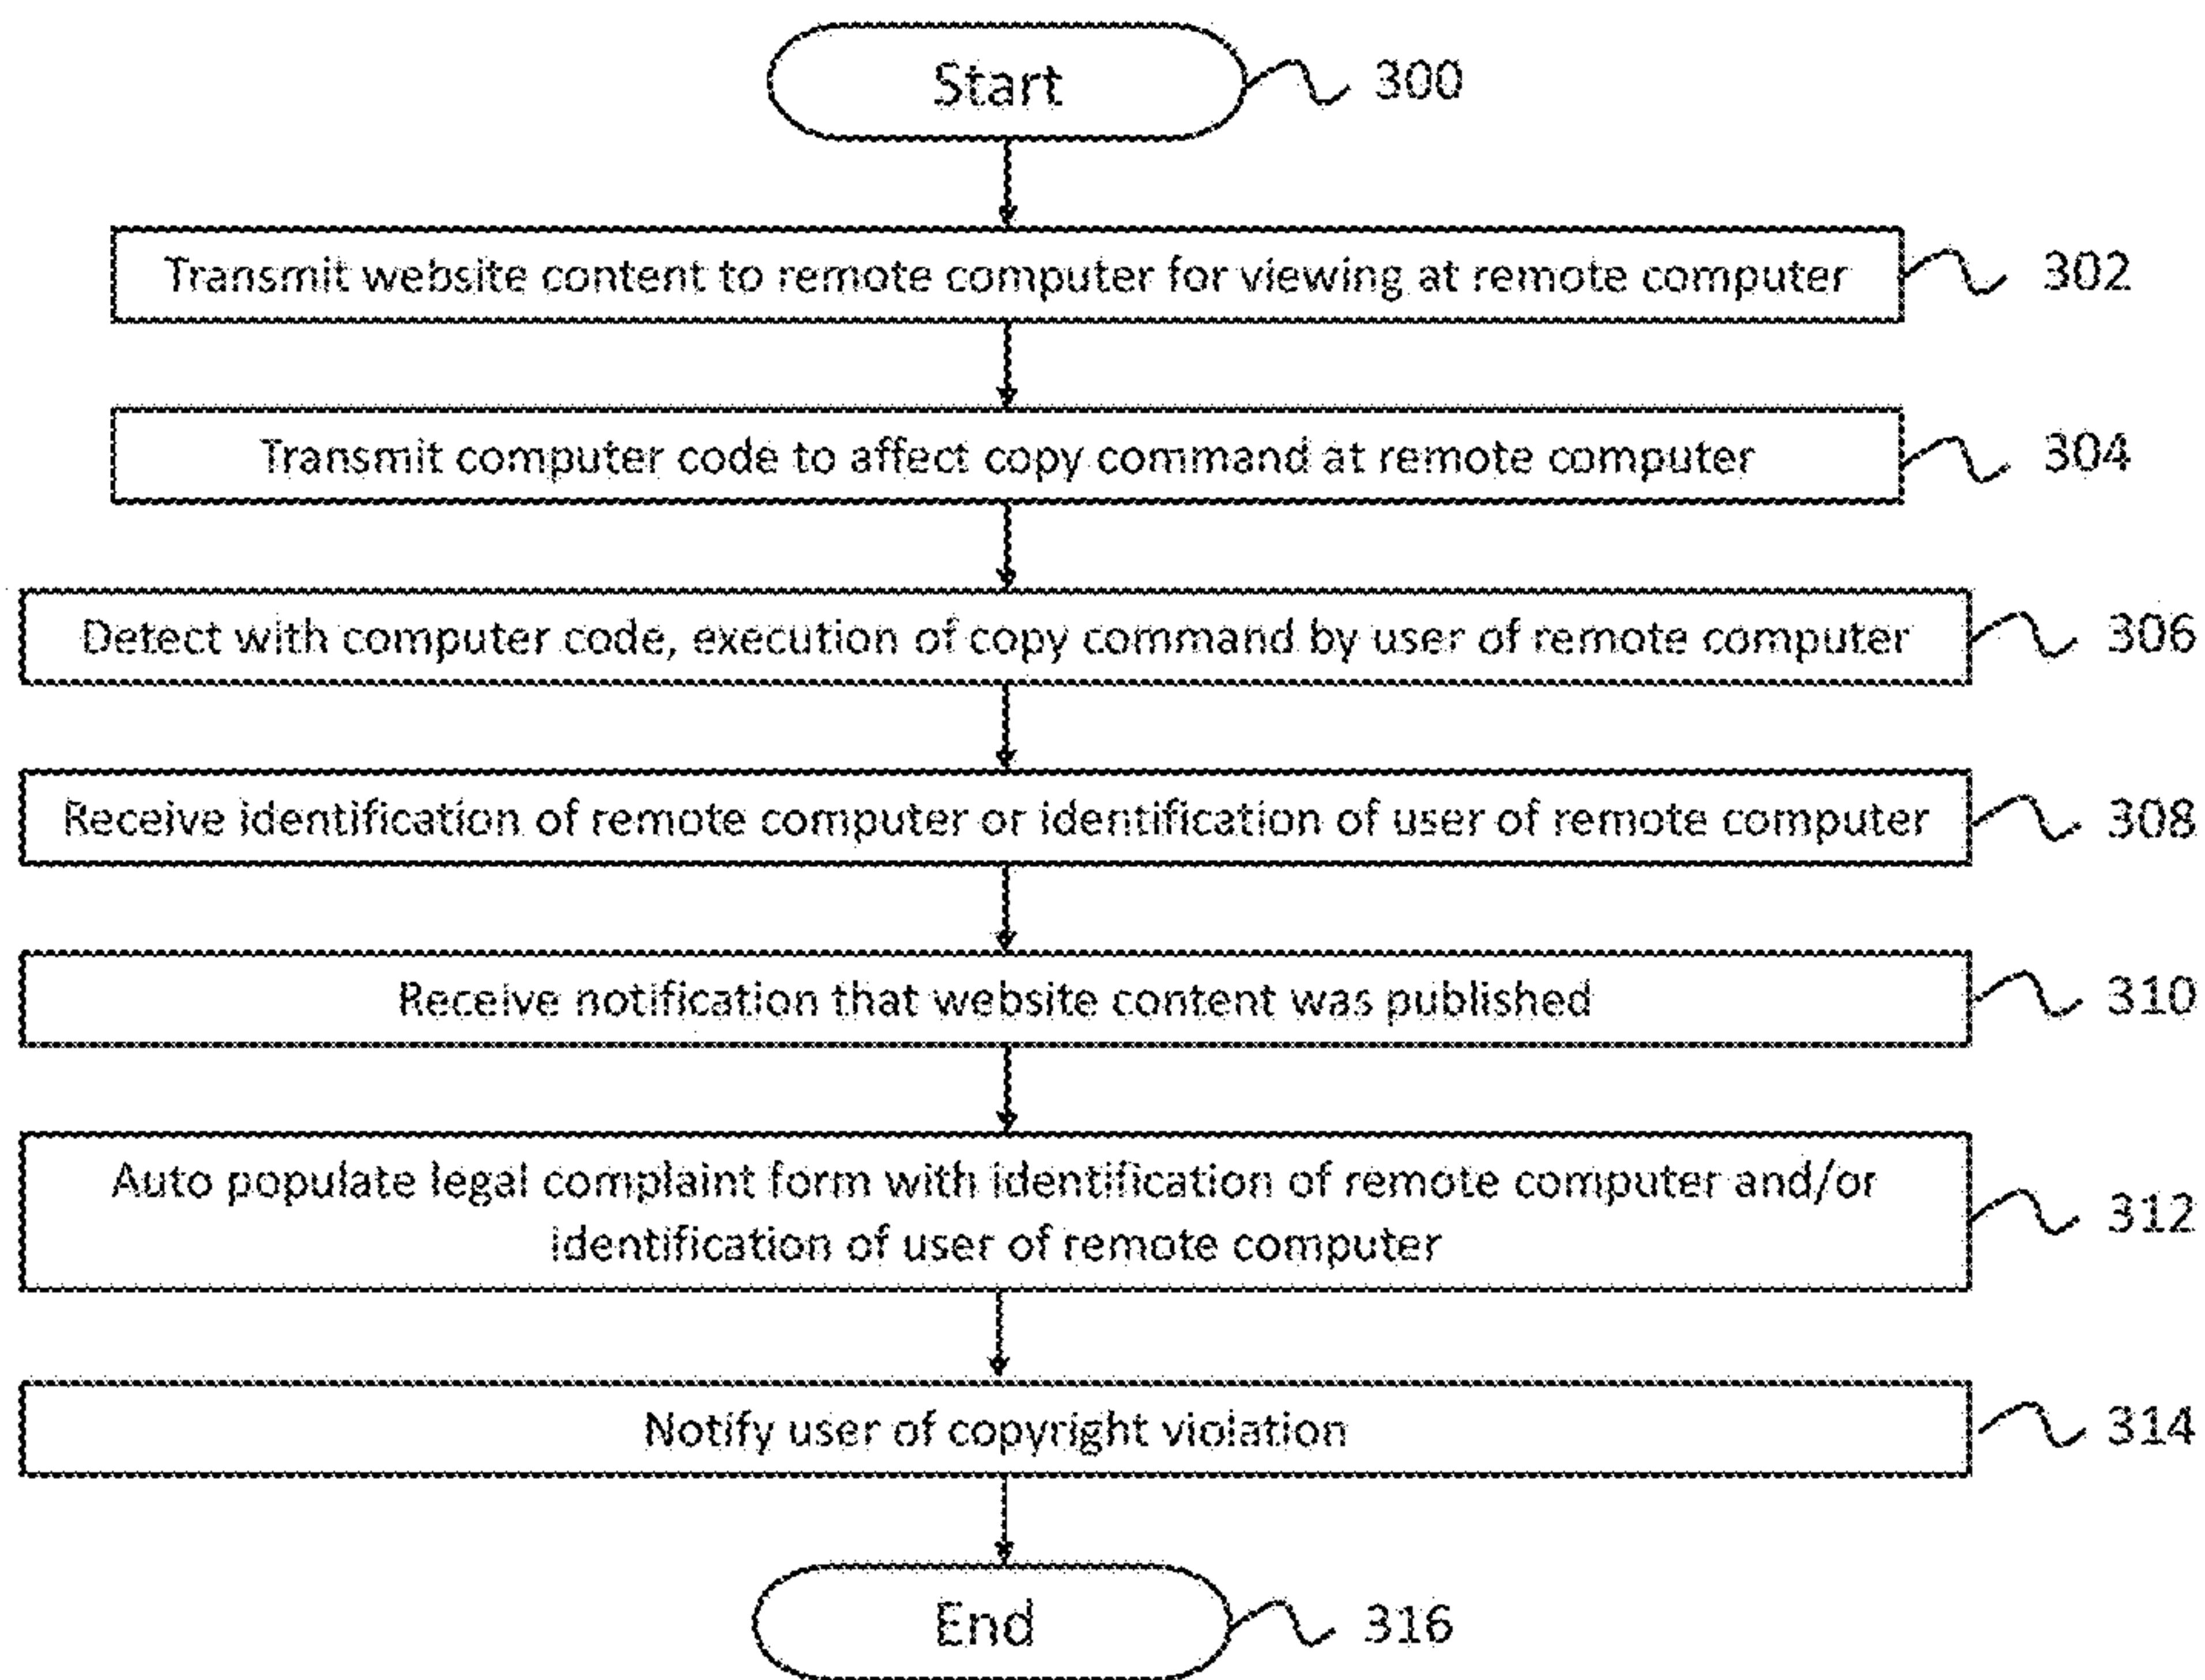 Start
300
Transmit website content to remote computer for viewing at remote computer
302
Transmit computer code to affect copy command at remote computer
304
Detect with computer code, execution of copy command by user of remote computer
306
Receive identification of remote computer or identification of user of remote computer
308
Receive notification that website content was published
310
Auto populate legal complaint form with identification of remote computer and/or
identification of user of remote computer
312
Notify user of copyright violation
314
End
316